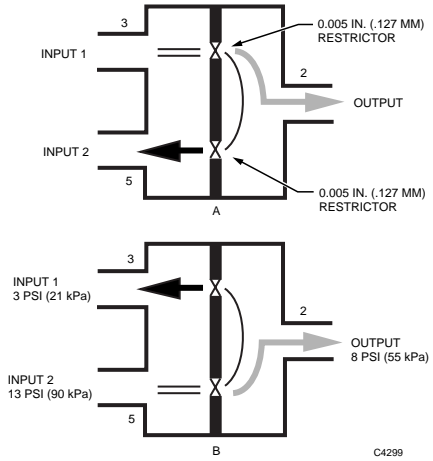 3
0.005 IN. (.127 MM)
RESTRICTOR
INPUT 1
2
OUTPUT
INPUT 2
5
0.005 IN. (.127 MM)
RESTRICTOR
A
3
INPUT 1
3 PSI (21 kPa)
2
OUTPUT
8 PSI (55 kPa)
INPUT 2
13 PSI (90 kPa)
5
B
C4299